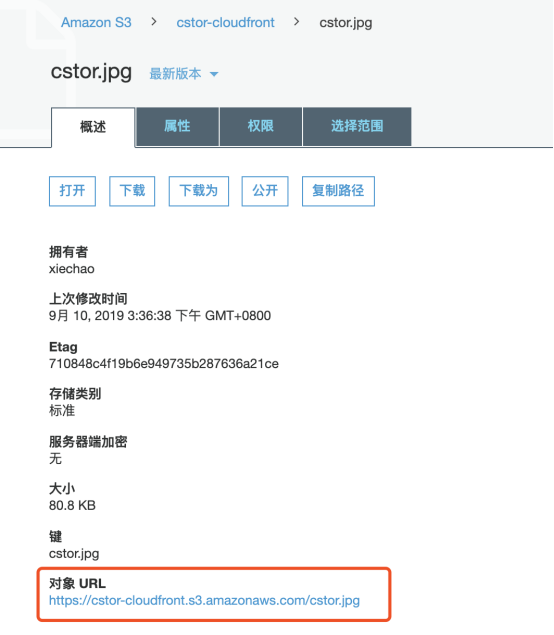 Amazon S3 > cstor-cloudfront > cstor.jpg
cstor.jpg 最新版本
概述 属性 权限 选择范围
打开 下载 下载为 公开 复制路径
拥有者
xiechao
上次修改时间
9月 10, 2019 3:36:38 下午 GMT+0800
Etag
710848c4f19b6e949735b287636a21ce
存储类别
标准
服务器端加密
无
大小
80.8 KB
键
cstor.jpg
对象 URL
https://cstor-cloudfront.s3.amazonaws.com/cstor.jpg